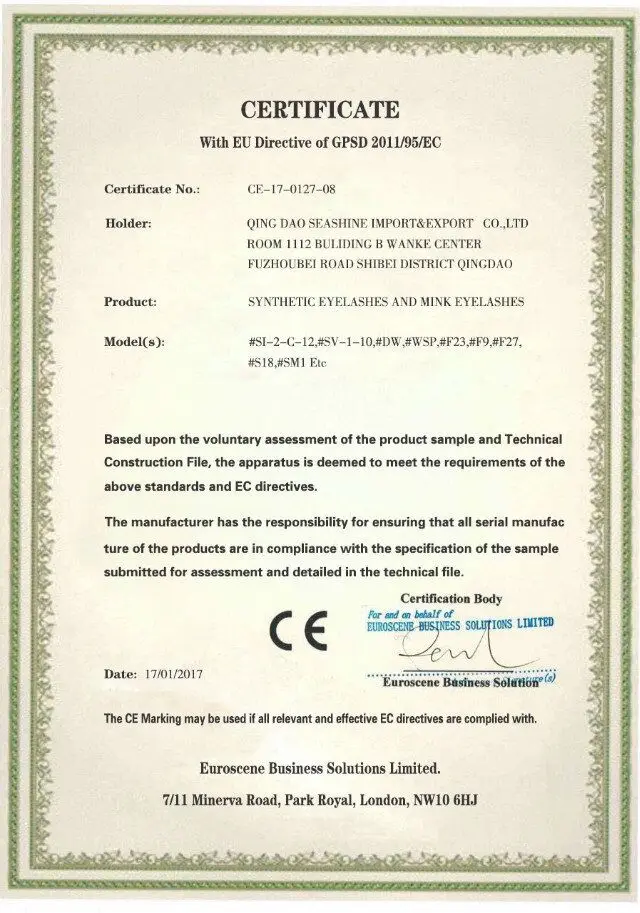 CERTIFICATE
With EU Directive of GPSD 2011/95/EC
Certificate No.: CE-17-0127-08
Holder: QING DAO SEASHINE IMPORT&EXPORT CO.,LTD
ROOM 1112 BULIDING B WANKE CENTER
FUZHOUBEI ROAD SHIBEI DISTRICT QINGDAO
Product: SYNTHETIC EYELASHES AND MINK EYELASHES
Model(s): #SI-2-C-12,#SV-1-10,#DW,#WSP,#F23,#F9,#F27,
#S18,#SM1 Etc
Based upon the voluntary assessment of the product sample and Technical
Construction File, the apparatus is deemed to meet the requirements of the
above standards and EC directives.
The manufacturer has the responsibility for ensuring that all serial manufac
ture of the products are in compliance with the specification of the sample
submitted for assessment and detailed in the technical file.
Certification Body
For and on behalf of
EUROSCENE BUSINESS SOLUTIONS LIMITED
CE
Date: 17/01/2017
Euroscene Business Solution
The CE Marking may be used if all relevant and effective EC directives are complied with.
Euroscene Business Solutions Limited.
7/11 Minerva Road, Park Royal, London, NW10 6HJ